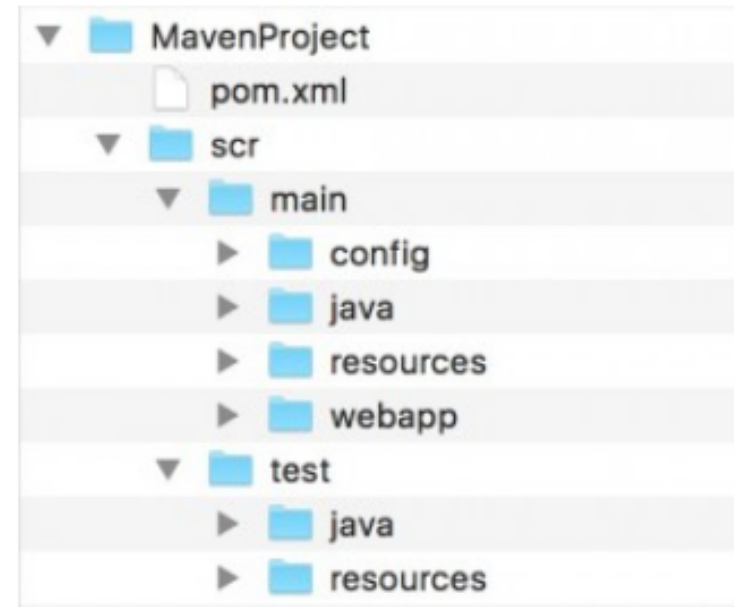 MavenProject
pom.xml
scr
main
config
java
resources
webapp
test
java
resources